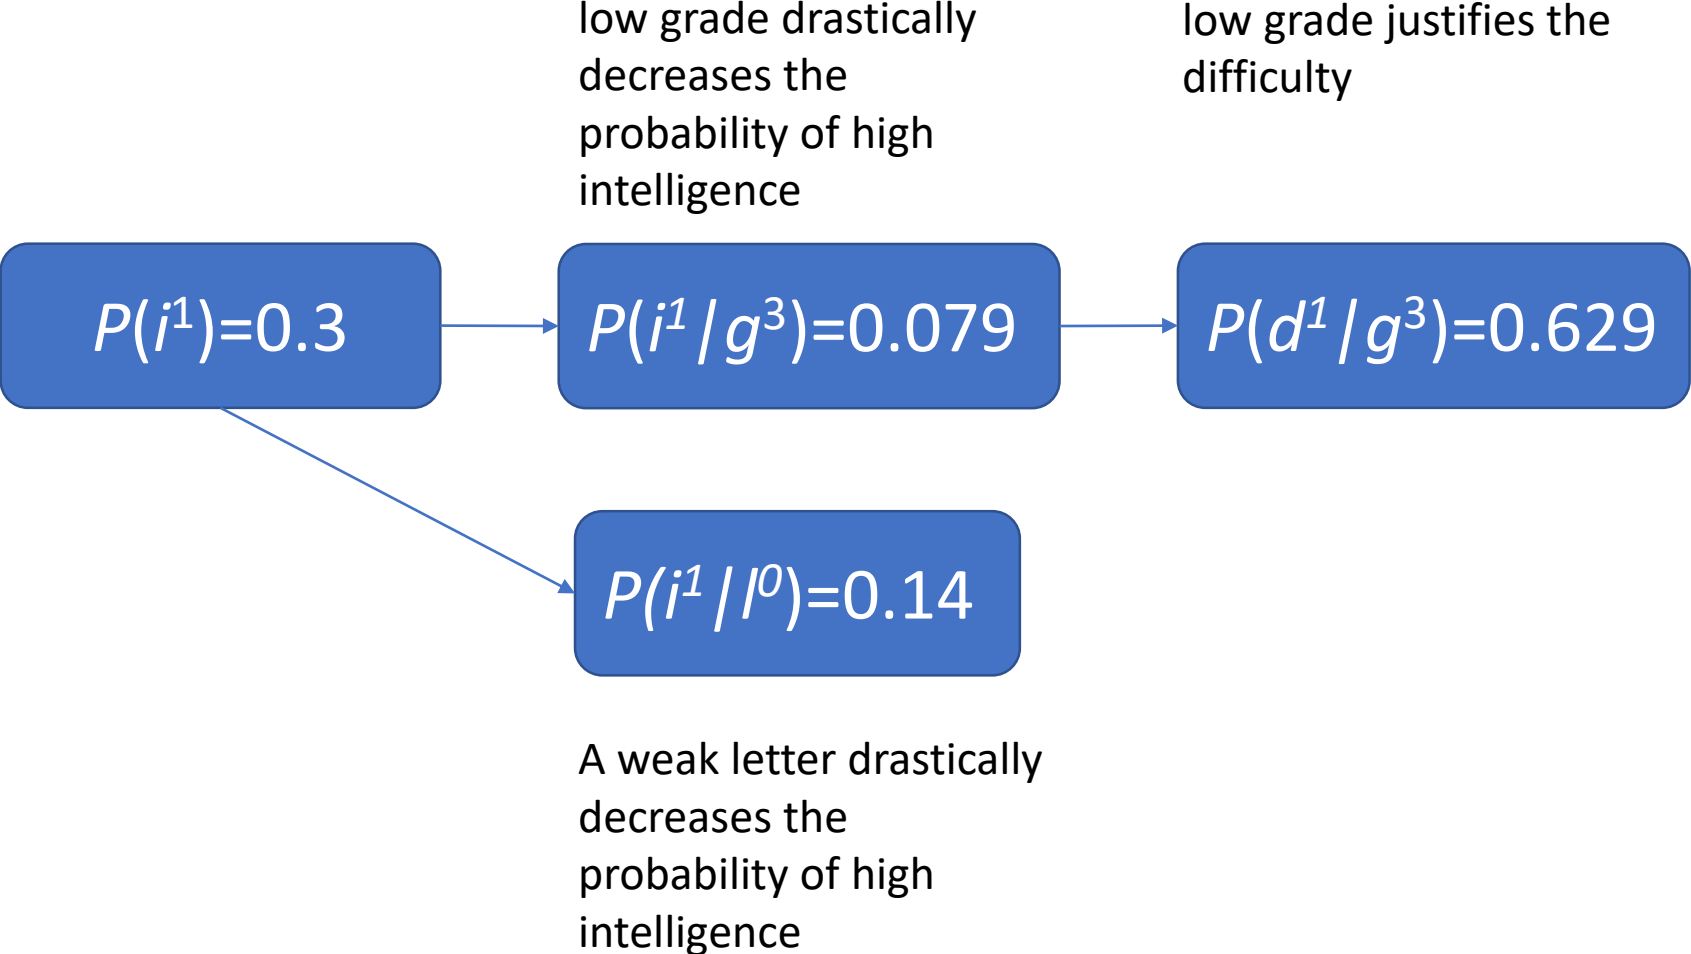 low grade drastically
decreases the
probability of high
intelligence
low grade justifies the
difficulty
P(i¹)=0.3
P(i¹/g³)=0.079
P(d¹/g³)=0.629
P(i¹/l⁰)=0.14
A weak letter drastically
decreases the
probability of high
intelligence